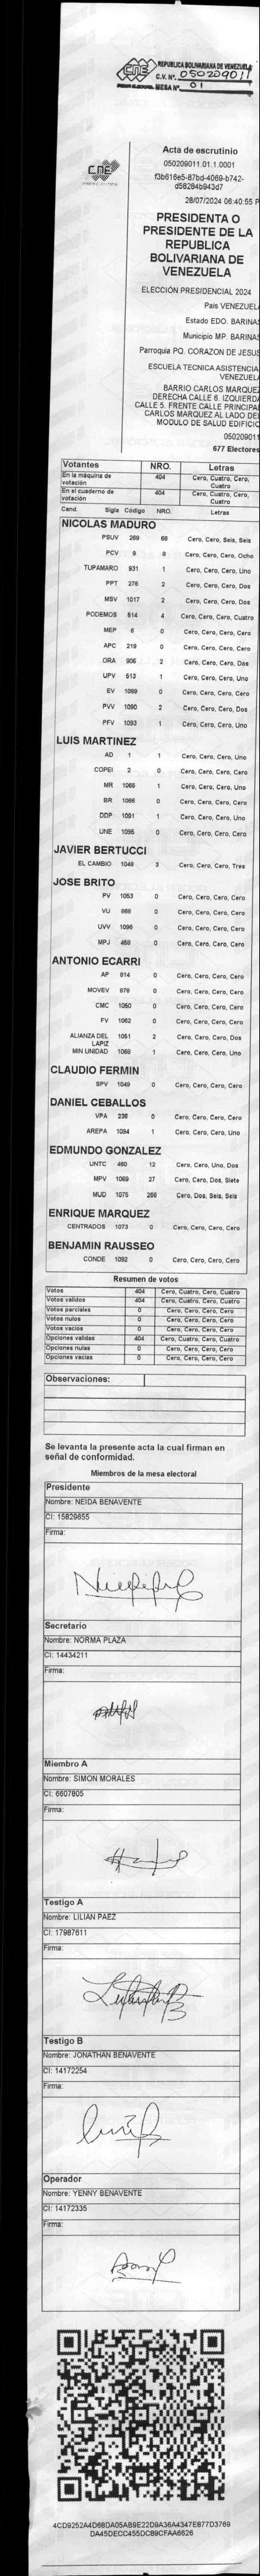 REPUBLICA BOLIVARIANA DE VENEZUELA
C.V. Nº. 050209011
MESA Nº 01
CNE
Acta de escrutinio
050209011.01.1.0001
f3b616e5-87bd-4069-b742-
d58284b943d7
28/07/2024 06:40:55 P
PRESIDENTA O
PRESIDENTE DE LA
REPUBLICA
BOLIVARIANA DE
VENEZUELA
ELECCIÓN PRESIDENCIAL 2024
País VENEZUEL
Estado EDO. BARINAS
Municipio MP. BARINAS
Parroquia PQ. CORAZON DE JESUS
ESCUELA TECNICA ASISTENCIA
VENEZUEL
BARRIO CARLOS MARQUEZ
DERECHA CALLE 6. IZQUIERDA
CALLE 5. FRENTE CALLE PRINCIPAL
CARLOS MARQUEZ AL LADO DEL
MODULO DE SALUD EDIFICIO
050209011
677 Electores
Votantes NRO. Letras
En la máquina de votación 404 Cero, Cuatro, Cero, Cuatro
En el cuaderno de votación 404 Cero, Cuatro, Cero, Cuatro
Cand. Sigla Código NRO. Letras
NICOLAS MADURO
PSUV 269 66 Cero, Cero, Seis, Seis
PCV 9 8 Cero, Cero, Cero, Ocho
TUPAMARO 931 1 Cero, Cero, Cero, Uno
PPT 276 2 Cero, Cero, Cero, Dos
MSV 1017 2 Cero, Cero, Cero, Dos
PODEMOS 514 4 Cero, Cero, Cero, Cuatro
MEP 6 0 Cero, Cero, Cero, Cero
APC 219 0 Cero, Cero, Cero, Cero
ORA 906 2 Cero, Cero, Cero, Dos
UPV 513 1 Cero, Cero, Cero, Uno
EV 1089 0 Cero, Cero, Cero, Cero
PVV 1090 2 Cero, Cero, Cero, Dos
PFV 1093 1 Cero, Cero, Cero, Uno
LUIS MARTINEZ
AD 1 1 Cero, Cero, Cero, Uno
COPEI 2 0 Cero, Cero, Cero, Cero
MR 1065 1 Cero, Cero, Cero, Uno
BR 1066 0 Cero, Cero, Cero, Cero
DDP 1091 1 Cero, Cero, Cero, Uno
UNE 1095 0 Cero, Cero, Cero, Cero
JAVIER BERTUCCI
EL CAMBIO 1048 3 Cero, Cero, Cero, Tres
JOSE BRITO
PV 1053 0 Cero, Cero, Cero, Cero
VU 868 0 Cero, Cero, Cero, Cero
UVV 1096 0 Cero, Cero, Cero, Cero
MPJ 459 0 Cero, Cero, Cero, Cero
ANTONIO ECARRI
AP 814 0 Cero, Cero, Cero, Cero
MOVEV 978 0 Cero, Cero, Cero, Cero
CMC 1050 0 Cero, Cero, Cero, Cero
FV 1062 0 Cero, Cero, Cero, Cero
ALIANZA DEL LAPIZ 1051 2 Cero, Cero, Cero, Dos
MIN UNIDAD 1068 1 Cero, Cero, Cero, Uno
CLAUDIO FERMIN
SPV 1049 0 Cero, Cero, Cero, Cero
DANIEL CEBALLOS
VPA 236 0 Cero, Cero, Cero, Cero
AREPA 1094 1 Cero, Cero, Cero, Uno
EDMUNDO GONZALEZ
UNTC 460 12 Cero, Cero, Uno, Dos
MPV 1069 27 Cero, Cero, Dos, Siete
MUD 1075 266 Cero, Dos, Seis, Seis
ENRIQUE MARQUEZ
CENTRADOS 1073 0 Cero, Cero, Cero, Cero
BENJAMIN RAUSSEO
CONDE 1092 0 Cero, Cero, Cero, Cero
Resumen de votos
Votos 404 Cero, Cuatro, Cero, Cuatro
Votos validos 404 Cero, Cuatro, Cero, Cuatro
Votos parciales 0 Cero, Cero, Cero, Cero
Votos nulos 0 Cero, Cero, Cero, Cero
Votos vacios 0 Cero, Cero, Cero, Cero
Opciones validas 404 Cero, Cuatro, Cero, Cuatro
Opciones nulas 0 Cero, Cero, Cero, Cero
Opciones vacias 0 Cero, Cero, Cero, Cero
Observaciones:
Se levanta la presente acta la cual firman en
señal de conformidad.
Miembros de la mesa electoral
Presidente
Nombre: NEIDA BENAVENTE
CI: 15829655
Firma:
Secretario
Nombre: NORMA PLAZA
CI: 14434211
Firma:
Miembro A
Nombre: SIMON MORALES
CI: 6607805
Firma:
Testigo A
Nombre: LILIAN PAEZ
CI: 17987611
Firma:
Testigo B
Nombre: JONATHAN BENAVENTE
CI: 14172254
Firma:
Operador
Nombre: YENNY BENAVENTE
CI: 14172335
Firma:
4CD9252A4D68DA05AB9E22D9A36A4347E877D3769
DA45DECC455DC89CFAA6626